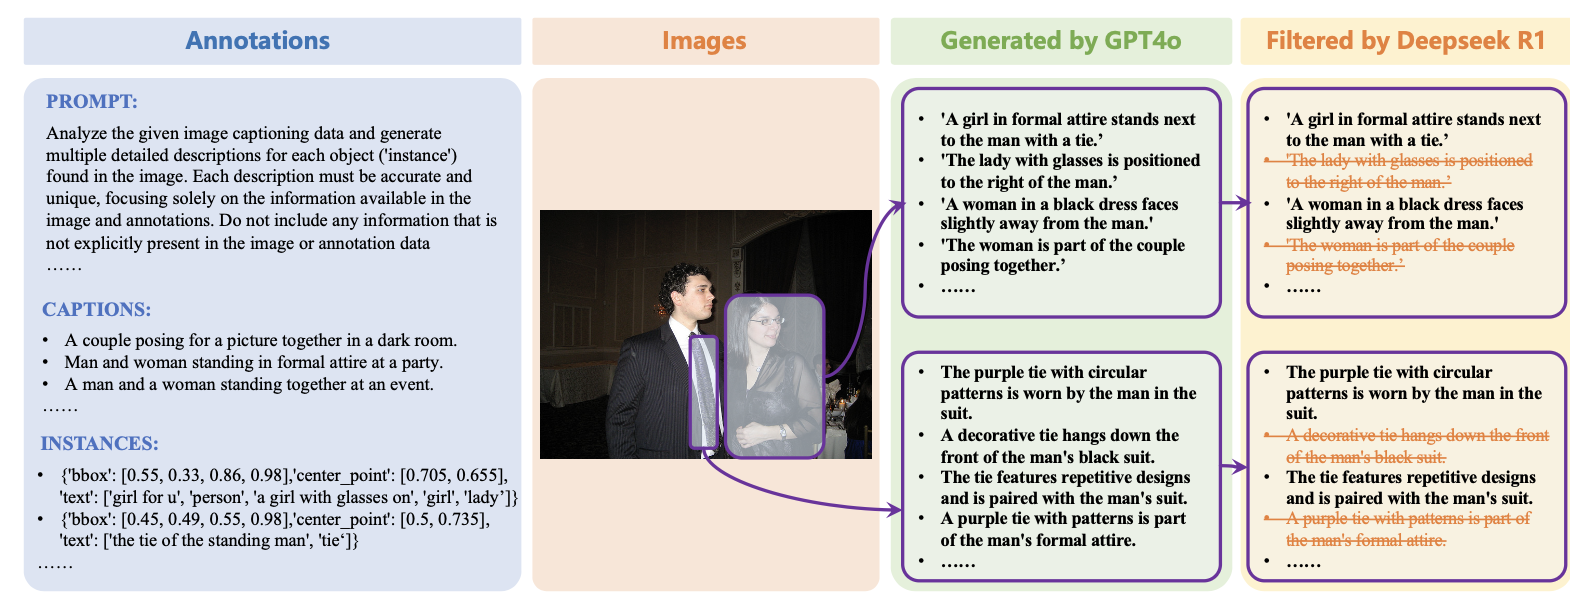 Annotations
PROMPT:
Analyze the given image captioning data and generate
multiple detailed descriptions for each object ('instance')
found in the image. Each description must be accurate and
unique, focusing solely on the information available in the
image and annotations. Do not include any information that is
not explicitly present in the image or annotation data
……
CAPTIONS:
• A couple posing for a picture together in a dark room.
• Man and woman standing in formal attire at a party.
• A man and a woman standing together at an event.
……
INSTANCES:
• {'bbox': [0.55, 0.33, 0.86, 0.98],'center_point': [0.705, 0.655],
'text': ['girl for u', 'person', 'a girl with glasses on', 'girl', 'lady’]}
• {'bbox': [0.45, 0.49, 0.55, 0.98],'center_point': [0.5, 0.735],
'text': ['the tie of the standing man', 'tie‘]}
……
Images
Generated by GPT4o
• 'A girl in formal attire stands next
to the man with a tie.’
• 'The lady with glasses is positioned
to the right of the man.’
• 'A woman in a black dress faces
slightly away from the man.'
• 'The woman is part of the couple
posing together.’
• ……
• The purple tie with circular
patterns is worn by the man in the
suit.
• A decorative tie hangs down the
front of the man's black suit.
• The tie features repetitive designs
and is paired with the man's suit.
• A purple tie with patterns is part
of the man's formal attire.
• ……
Filtered by Deepseek R1
• 'A girl in formal attire stands next
to the man with a tie.’
• 'The lady with glasses is positioned
to the right of the man.’
• 'A woman in a black dress faces
slightly away from the man.'
• 'The woman is part of the couple
posing together.’
• ……
• The purple tie with circular
patterns is worn by the man in the
suit.
• A decorative tie hangs down the front
of the man's black suit.
• The tie features repetitive designs
and is paired with the man's suit.
• A purple tie with patterns is part of
the man's formal attire.
• ……